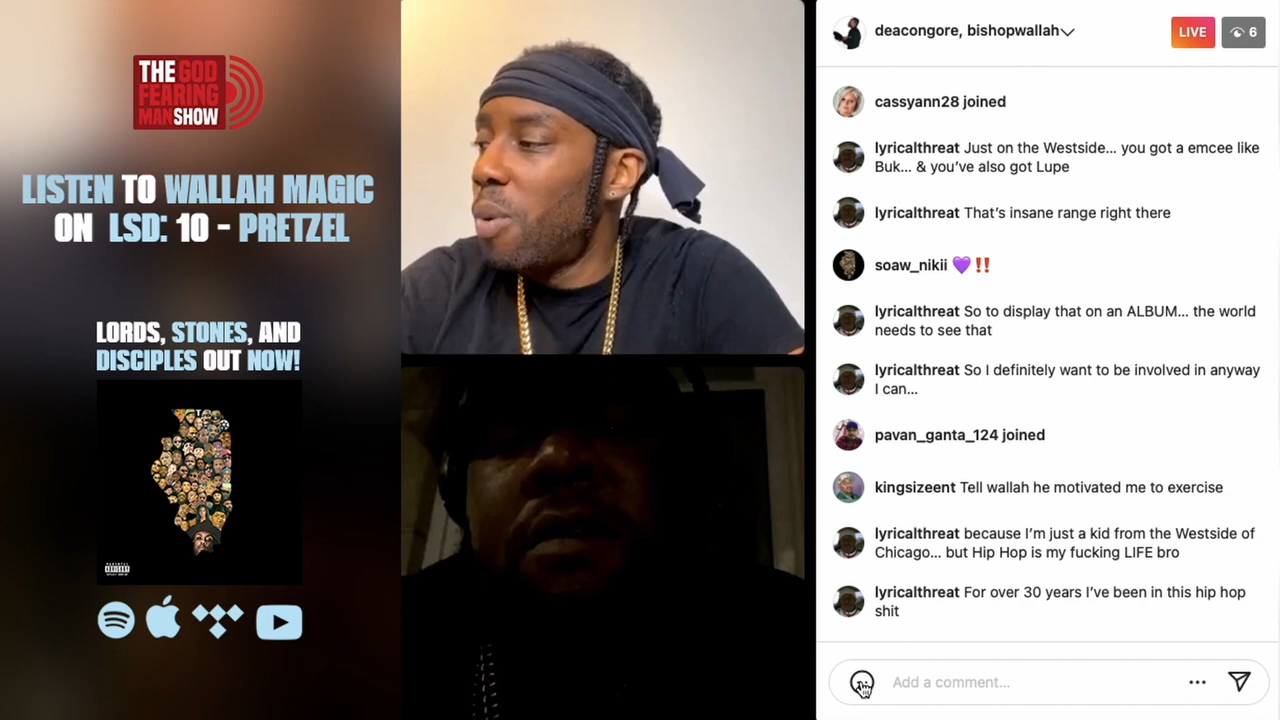 THE GOD
FEARING
MAN SHOW
LISTEN TO WALLAH MAGIC
ON LSD: 10 - PRETZEL
LORDS, STONES, AND
DISCIPLES OUT NOW!
PARENTAL
ADVISORY
EXPLICIT CONTENT
deacongore, bishopwallah
LIVE
6
cassyann28 joined
lyricalthreat Just on the Westside... you got a emcee like
Buk... & you've also got Lupe
lyricalthreat That's insane range right there
soaw_nikii 💜‼️
lyricalthreat So to display that on an ALBUM... the world
needs to see that
lyricalthreat So I definitely want to be involved in anyway
I can...
pavan_ganta_124 joined
kingsizeent Tell wallah he motivated me to exercise
lyricalthreat because I'm just a kid from the Westside of
Chicago... but Hip Hop is my fucking LIFE bro
lyricalthreat For over 30 years I've been in this hip hop
shit
Add a comment...